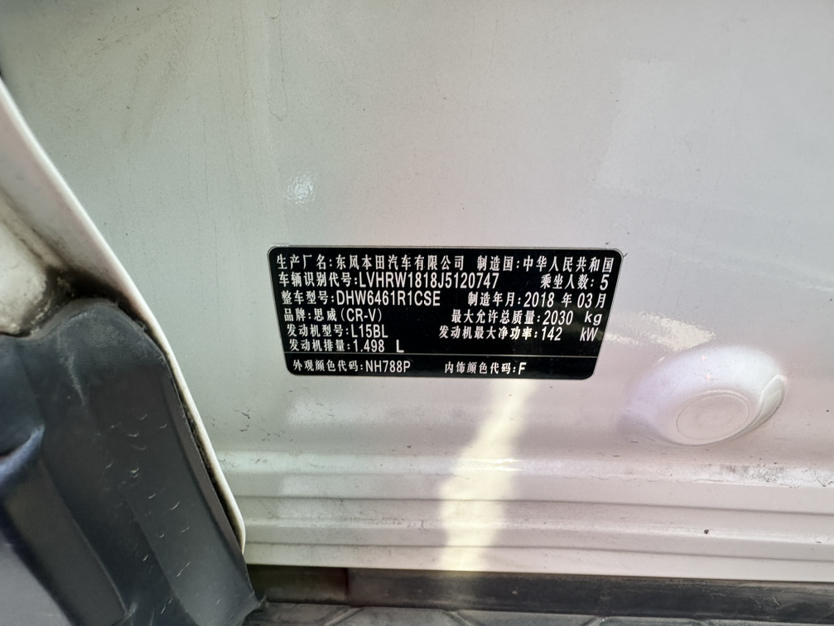 生产厂名:东风本田汽车有限公司 制造国:中华人民共和国
车辆识别代号:LVHRW1818J5120747 乘坐人数:5
整车型号:DHW6461R1CSE 制造年月:2018 年 03月
品牌:思威(CR-V) 最大允许总质量:2030 kg
发动机型号:L15BL 发动机最大净功率:142 kW
发动机排量:1.498 L
外观颜色代码:NH788P 内饰颜色代码:F